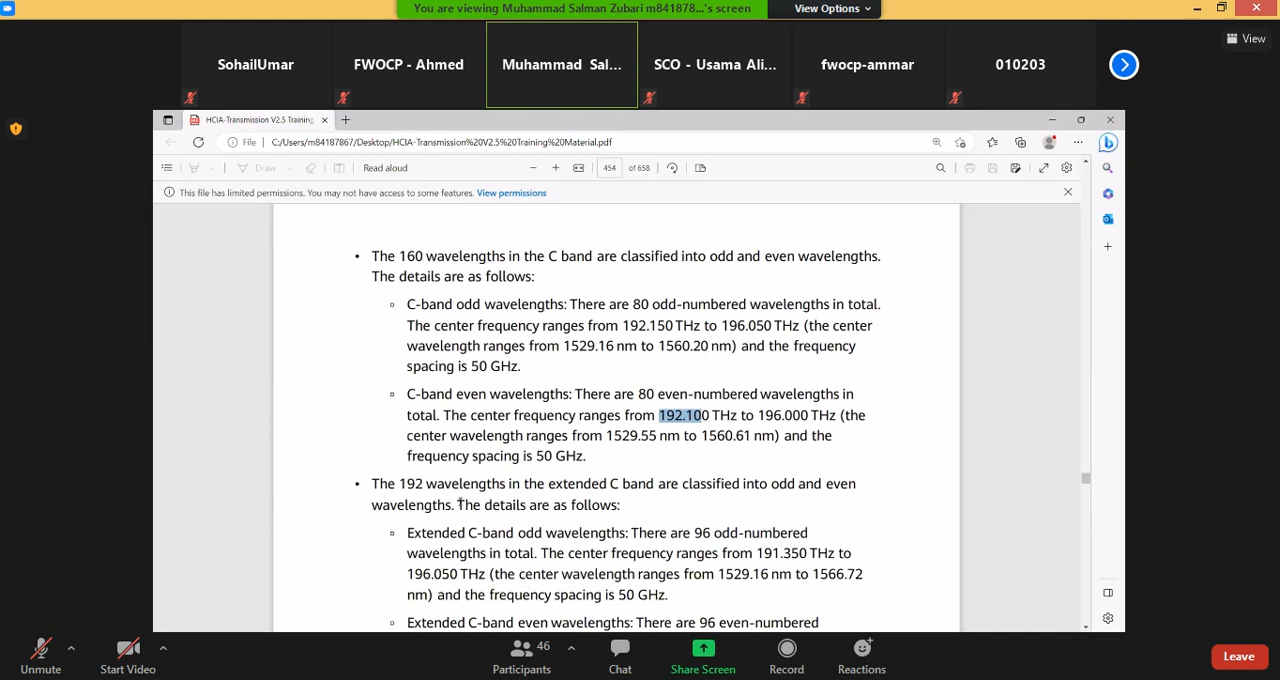 You are viewing Muhammad Salman Zubari m841878...'s screen
View Options
View
SohailUmar
FWOCP - Ahmed
Muhammad Sal...
SCO - Usama Ali...
fwocp-ammar
010203
HCIA-Transmission V2.5 Training
File
C:/Users/m84187867/Desktop/HCIA-Transmission%20V2.5%20Training%20Material.pdf
Draw
Read aloud
454
of 658
This file has limited permissions. You may not have access to some features. View permissions
• The 160 wavelengths in the C band are classified into odd and even wavelengths.
The details are as follows:
▫ C-band odd wavelengths: There are 80 odd-numbered wavelengths in total.
The center frequency ranges from 192.150 THz to 196.050 THz (the center
wavelength ranges from 1529.16 nm to 1560.20 nm) and the frequency
spacing is 50 GHz.
▫ C-band even wavelengths: There are 80 even-numbered wavelengths in
total. The center frequency ranges from 192.100 THz to 196.000 THz (the
center wavelength ranges from 1529.55 nm to 1560.61 nm) and the
frequency spacing is 50 GHz.
• The 192 wavelengths in the extended C band are classified into odd and even
wavelengths. The details are as follows:
▫ Extended C-band odd wavelengths: There are 96 odd-numbered
wavelengths in total. The center frequency ranges from 191.350 THz to
196.050 THz (the center wavelength ranges from 1529.16 nm to 1566.72
nm) and the frequency spacing is 50 GHz.
▫ Extended C-band even wavelengths: There are 96 even-numbered
Unmute
Start Video
46
Participants
Chat
Share Screen
Record
Reactions
Leave